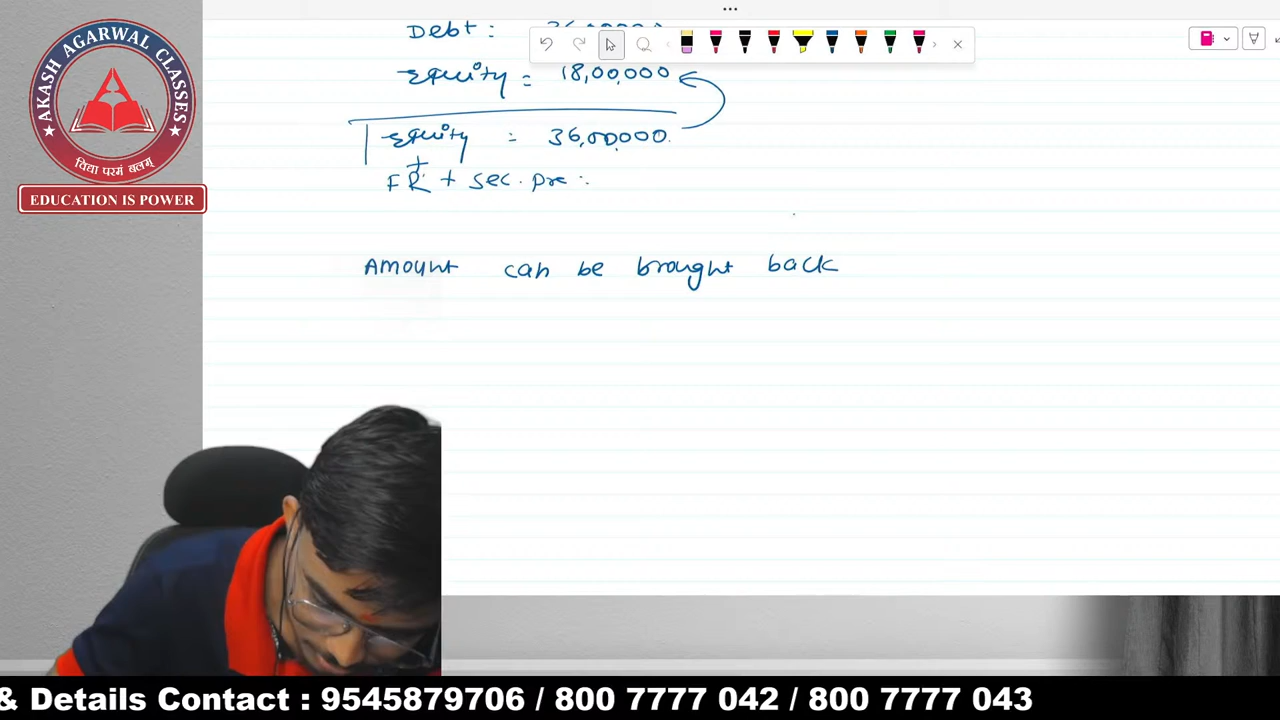 ...
Debt :
Equity = 18,00,000
Equity : 36,00,000
+
FR + sec. pre :
Amount can be brought back
AKASH AGARWAL CLASSES
विद्या परमं बलम्
EDUCATION IS POWER
& Details Contact : 9545879706 / 800 7777 042 / 800 7777 043